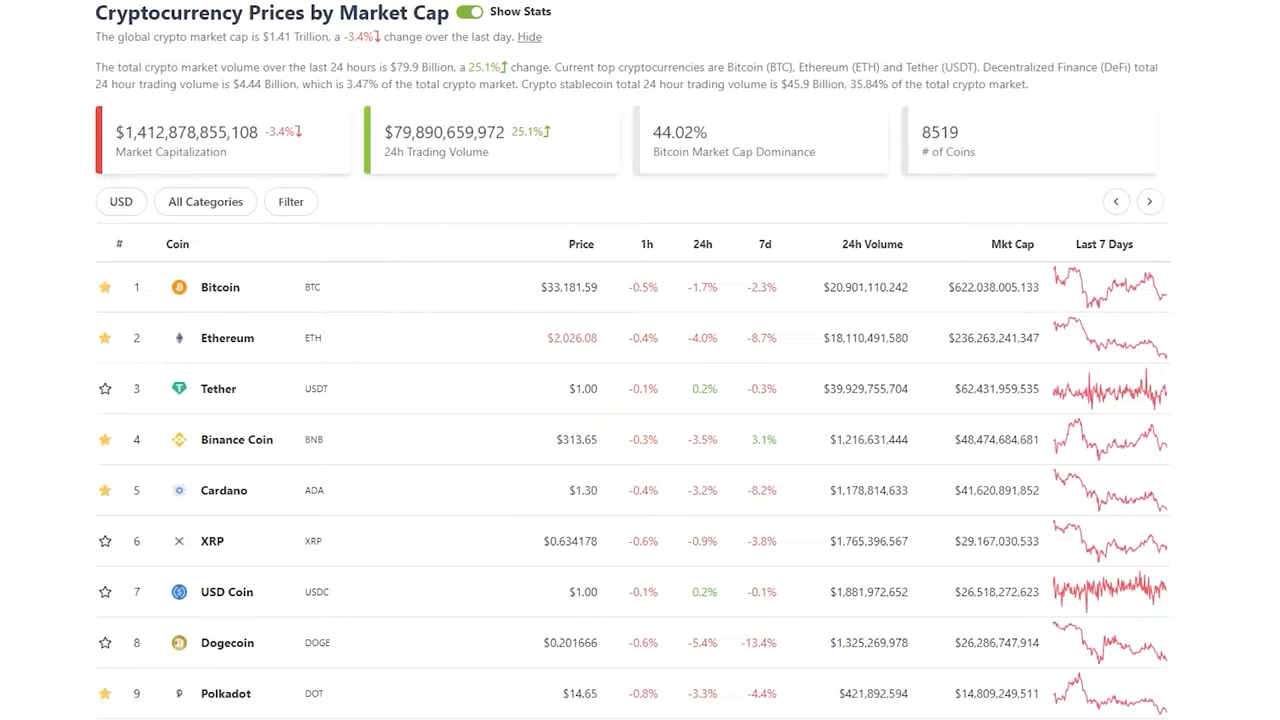 Cryptocurrency Prices by Market Cap Show Stats
The global crypto market cap is $1.41 Trillion, a -3.4% change over the last day. Hide
The total crypto market volume over the last 24 hours is $79.9 Billion, a 25.1% change. Current top cryptocurrencies are Bitcoin (BTC), Ethereum (ETH) and Tether (USDT). Decentralized Finance (DeFi) total
24 hour trading volume is $4.44 Billion, which is 3.47% of the total crypto market. Crypto stablecoin total 24 hour trading volume is $45.9 Billion, 35.84% of the total crypto market.
$1,412,878,855,108 -3.4% $79,890,659,972 25.1% 44.02% 8519
Market Capitalization 24h Trading Volume Bitcoin Market Cap Dominance # of Coins
USD All Categories Filter
# Coin Price 1h 24h 7d 24h Volume Mkt Cap Last 7 Days
1 Bitcoin BTC $33,181.59 -0.5% -1.7% -2.3% $20,901,110,242 $622,038,005,133
2 Ethereum ETH $2,026.08 -0.4% -4.0% -8.7% $18,110,491,580 $236,263,241,347
3 Tether USDT $1.00 -0.1% 0.2% -0.3% $39,929,755,704 $62,431,959,535
4 Binance Coin BNB $313.65 -0.3% -3.5% 3.1% $1,216,631,444 $48,474,684,681
5 Cardano ADA $1.30 -0.4% -3.2% -8.2% $1,178,814,633 $41,620,891,852
6 XRP XRP $0.634178 -0.6% -0.9% -3.8% $1,765,396,567 $29,167,030,533
7 USD Coin USDC $1.00 -0.1% 0.2% -0.1% $1,881,972,652 $26,518,272,623
8 Dogecoin DOGE $0.201666 -0.6% -5.4% -13.4% $1,325,269,978 $26,286,747,914
9 Polkadot DOT $14.65 -0.8% -3.3% -4.4% $421,892,594 $14,809,249,511